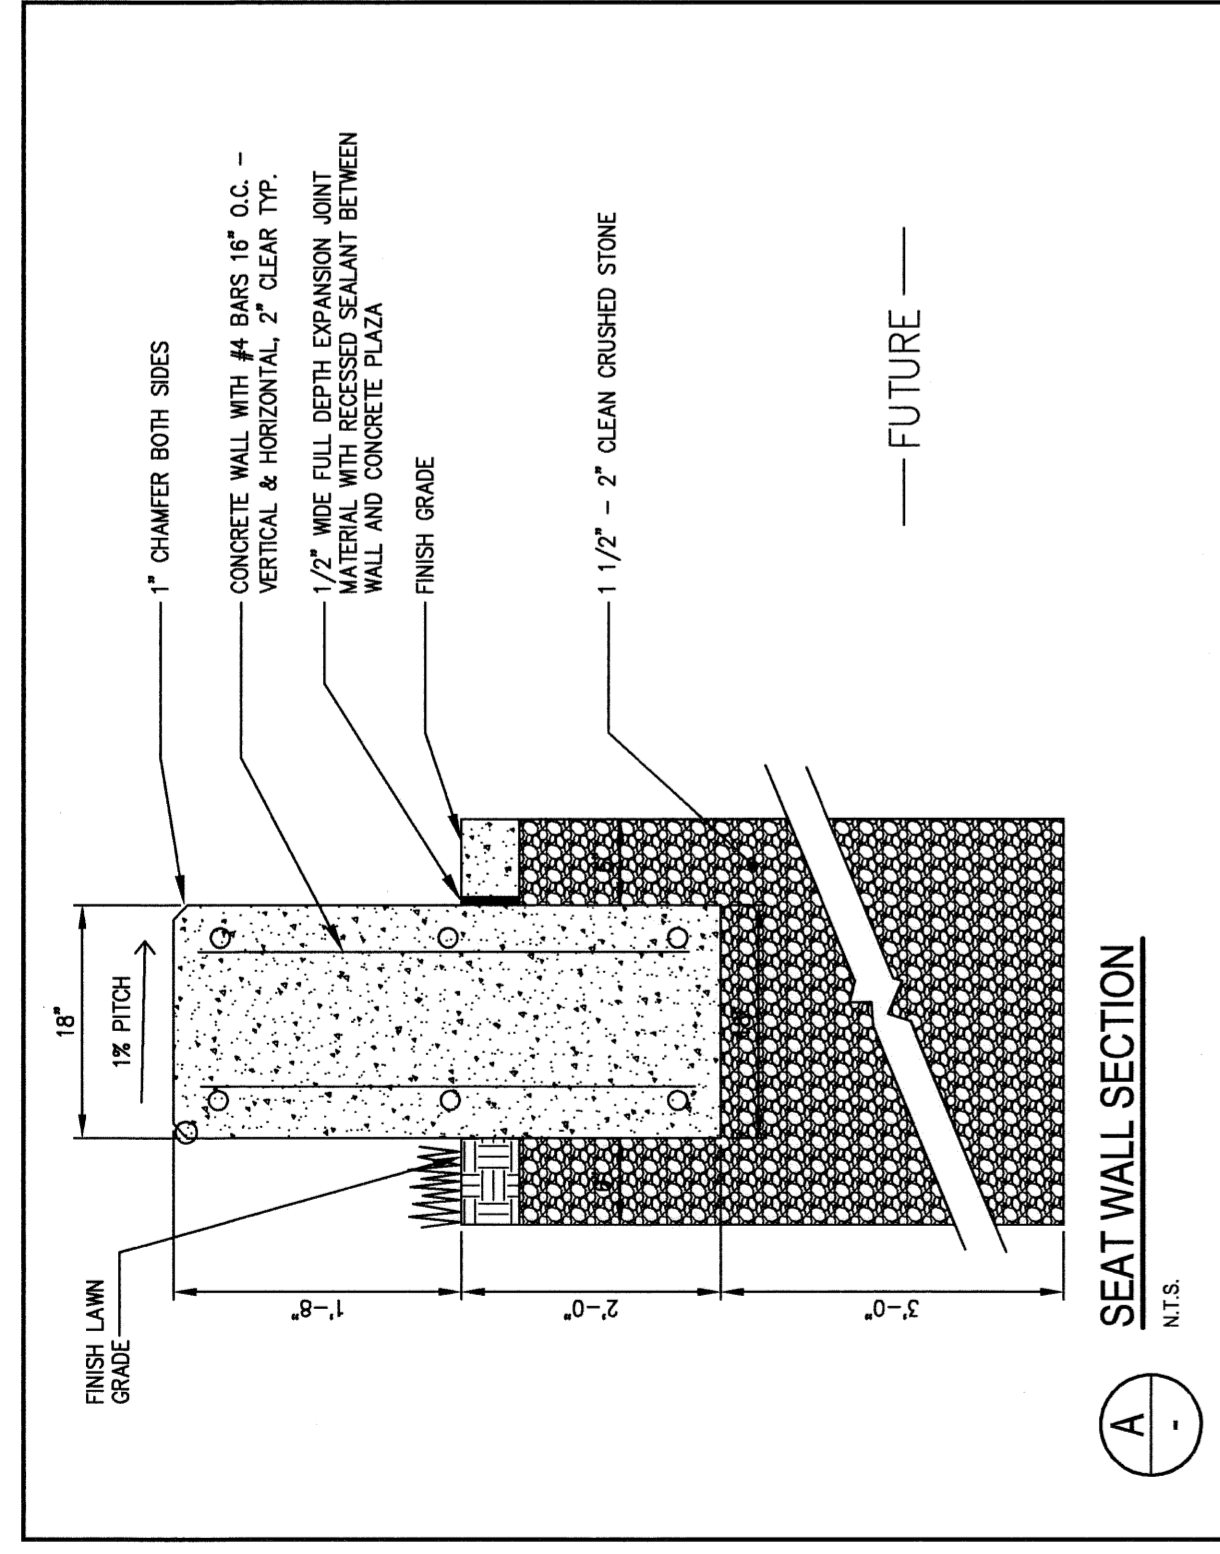 18"
1% PITCH
1" CHAMFER BOTH SIDES
CONCRETE WALL WITH #4 BARS 16" O.C. –
VERTICAL & HORIZONTAL, 2" CLEAR TYP.
1/2" WIDE FULL DEPTH EXPANSION JOINT
MATERIAL WITH RECESSED SEALANT BETWEEN
WALL AND CONCRETE PLAZA
FINISH GRADE
1 1/2" – 2" CLEAN CRUSHED STONE
FINISH LAWN
GRADE
1'-8"
2'-0"
3'-0"
— FUTURE —
A
-
SEAT WALL SECTION
N.T.S.